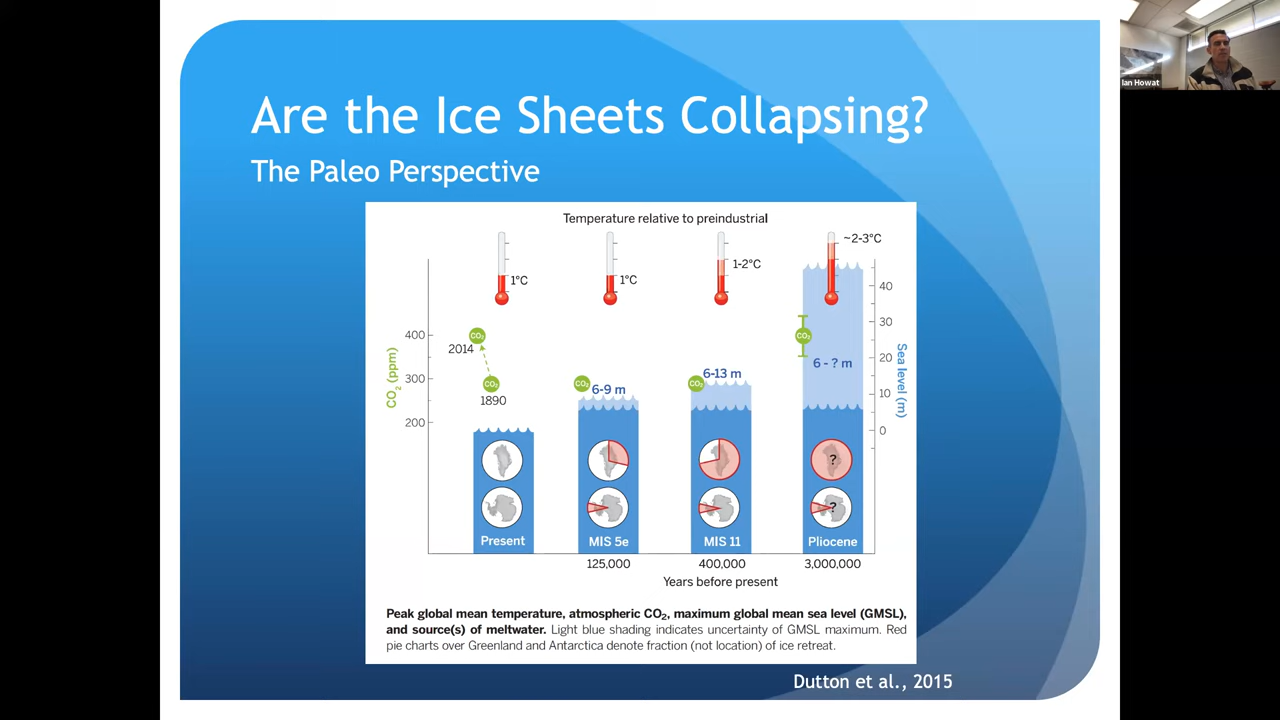 Ian Howat
Are the Ice Sheets Collapsing?
The Paleo Perspective
Temperature relative to preindustrial
~2-3°C
1-2°C
1°C
1°C
40
30
20
10
0
Sea level (m)
400
300
200
CO₂ (ppm)
CO₂
2014
CO₂
1890
CO₂
6-9 m
CO₂
6-13 m
CO₂
6 - ? m
?
?
Present
MIS 5e
MIS 11
Pliocene
125,000
400,000
3,000,000
Years before present
Peak global mean temperature, atmospheric CO₂, maximum global mean sea level (GMSL),
and source(s) of meltwater. Light blue shading indicates uncertainty of GMSL maximum. Red
pie charts over Greenland and Antarctica denote fraction (not location) of ice retreat.
Dutton et al., 2015